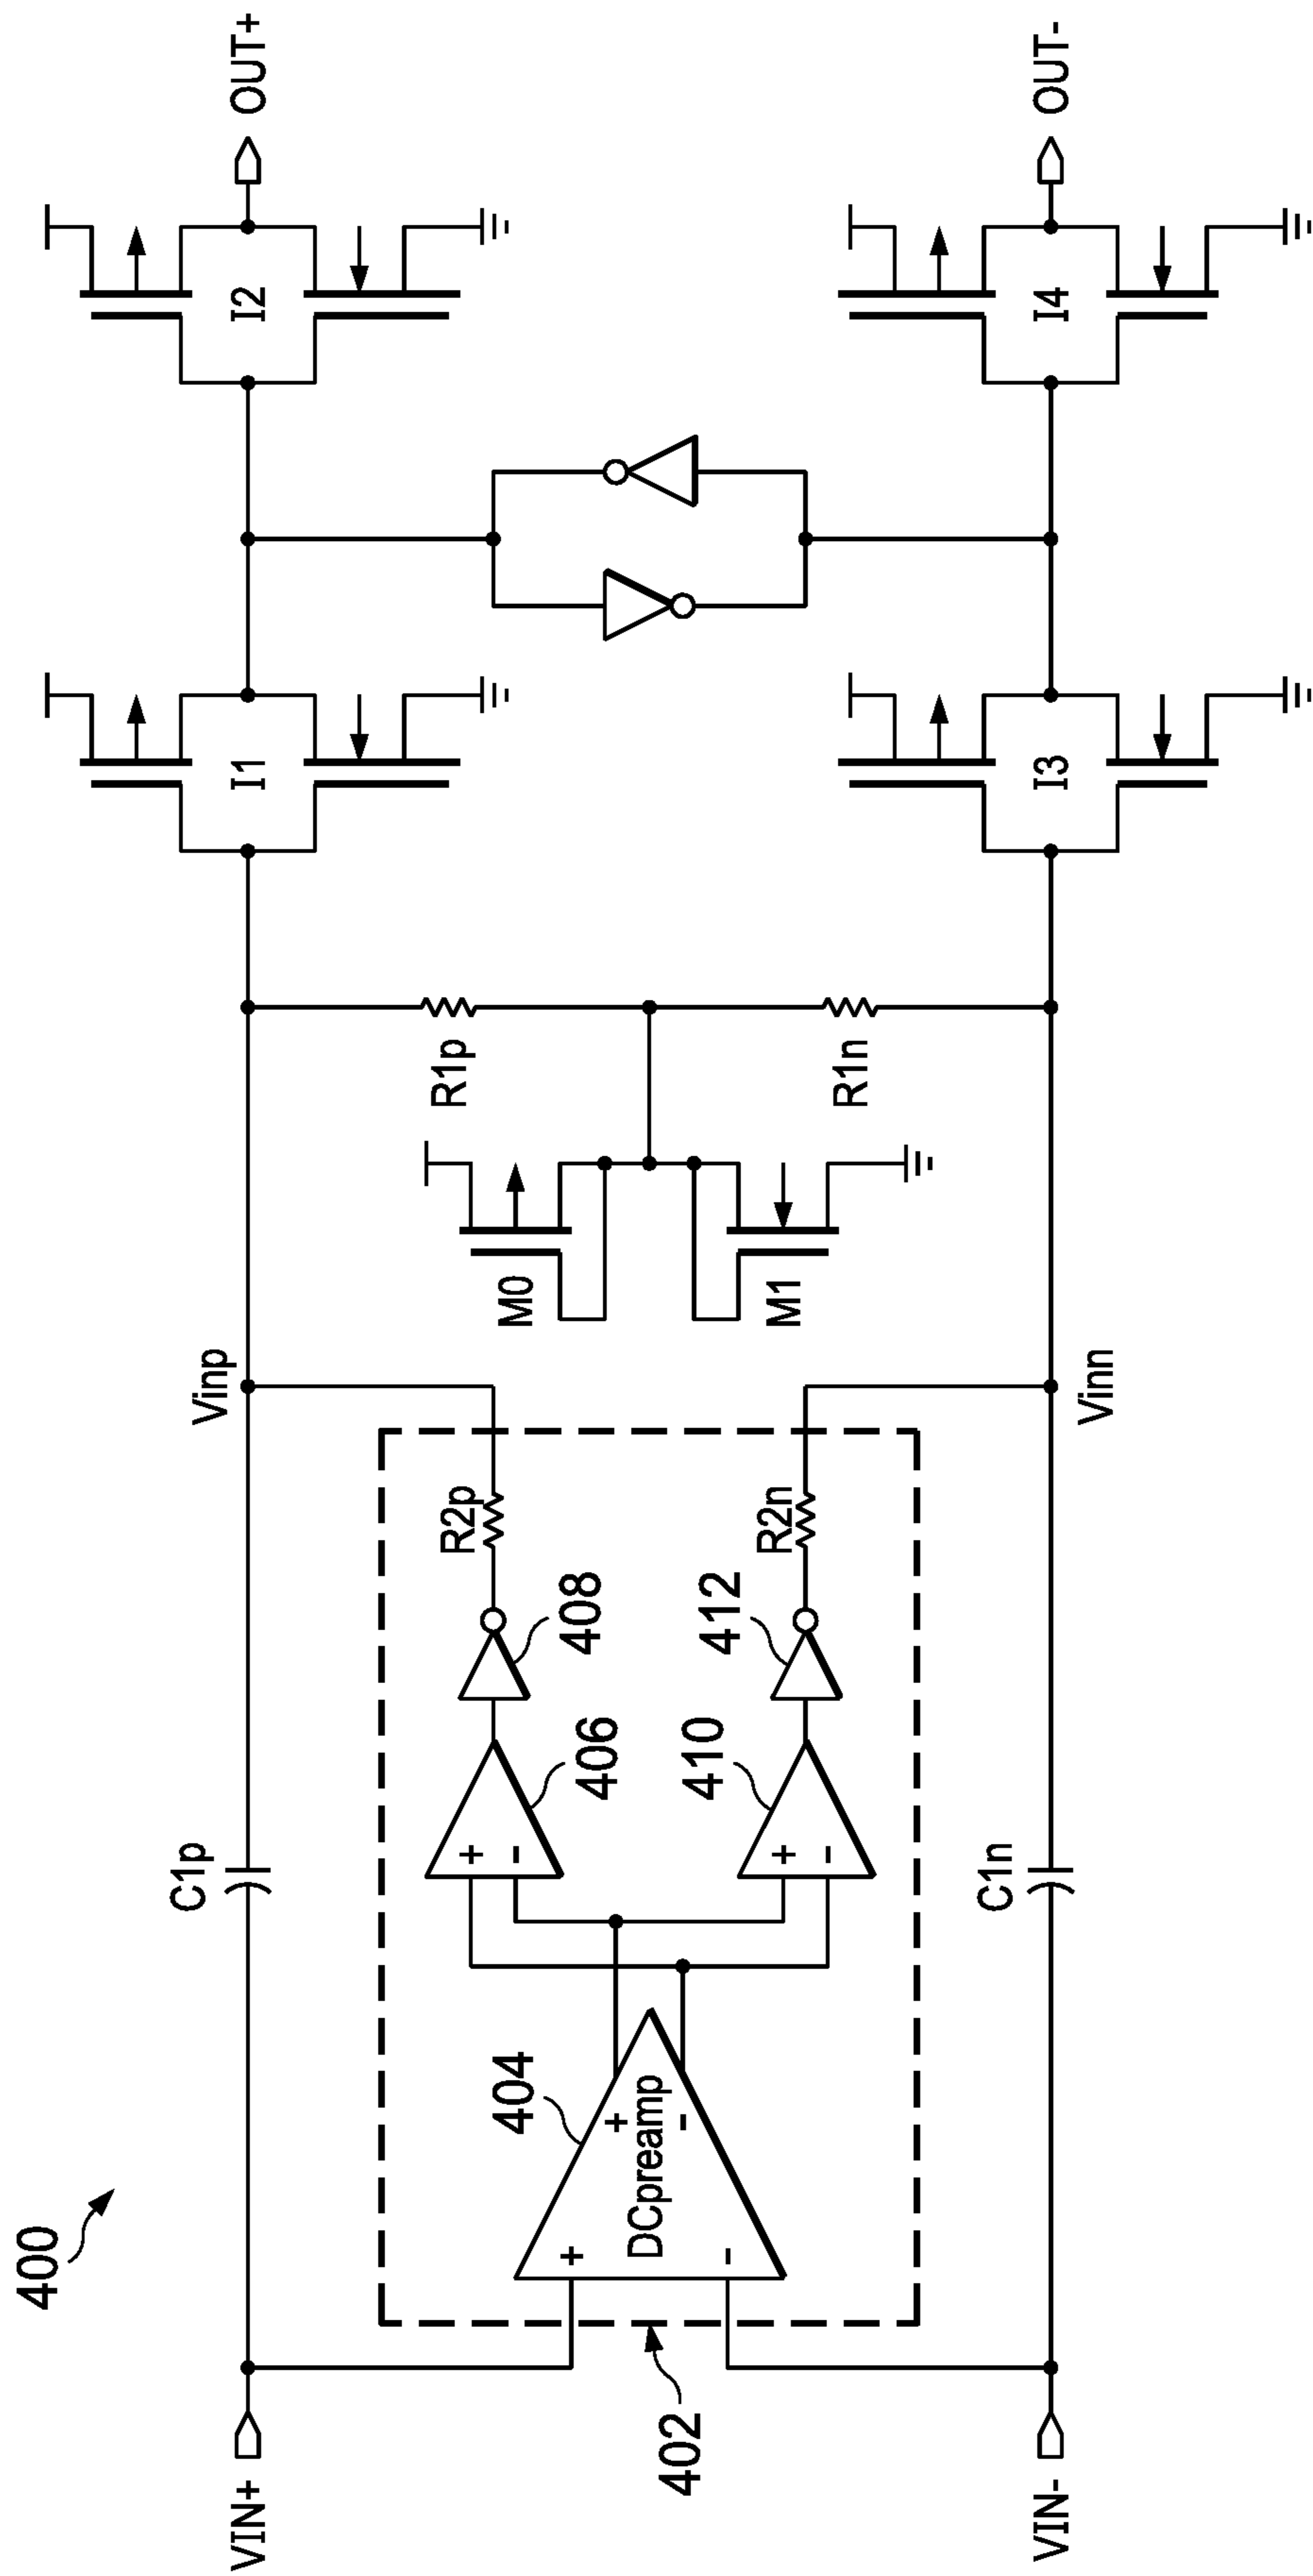 400
VIN+
C1p
Vinp
I1
I2
OUT+
402
404
+
-
DCpreamp
+
-
+
-
406
408
R2p
+
-
410
412
R2n
M0
M1
R1p
R1n
VIN-
C1n
Vinn
I3
I4
OUT-